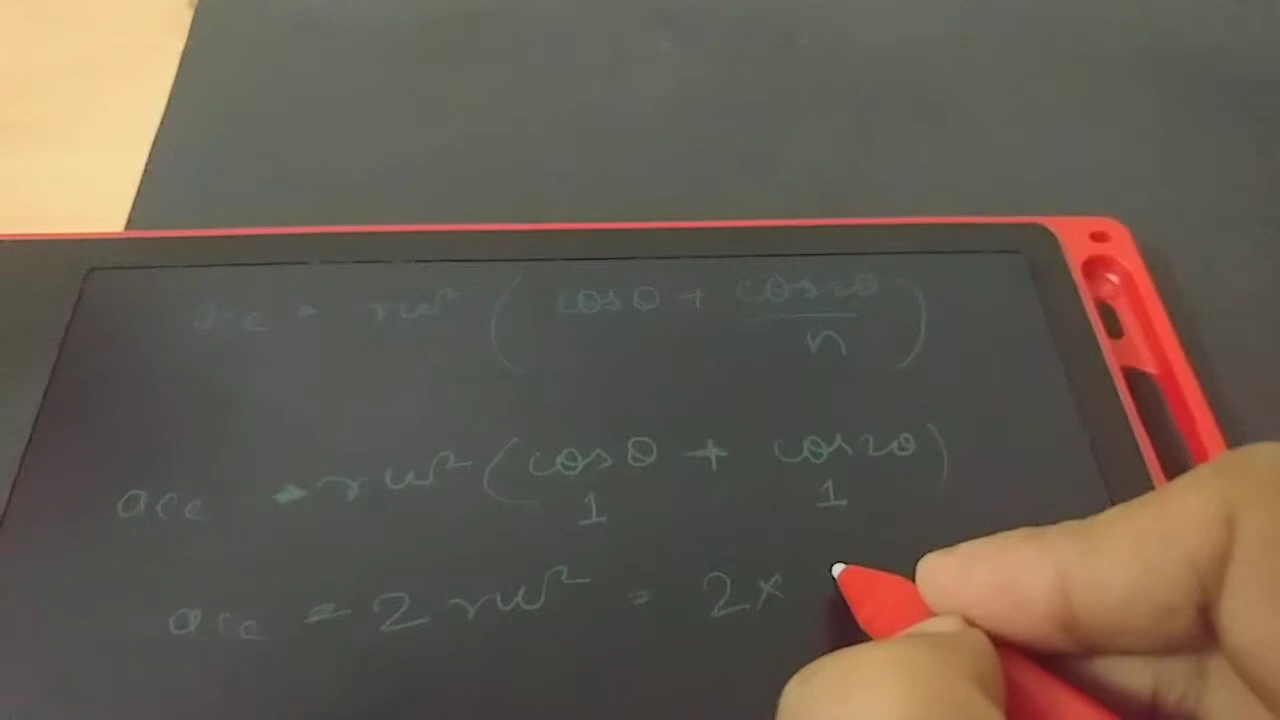 acc = rω² ( cosθ + cos2θ / n )
acc = rω² ( cosθ + cos2θ )
1 1
acc = 2rω² = 2×